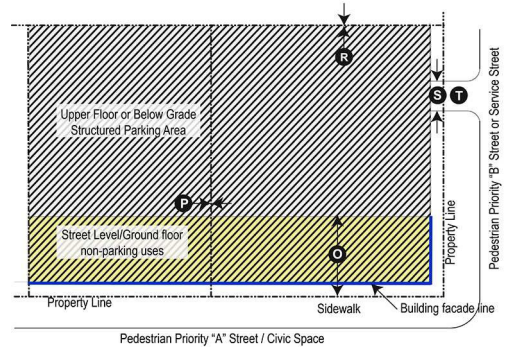 R
S T
Upper Floor or Below Grade
Structured Parking Area
Pedestrian Priority "B" Street or Service Street
P
Street Level/Ground floor
non-parking uses
O
Property Line
Property Line
Sidewalk
Building facade line
Pedestrian Priority "A" Street / Civic Space